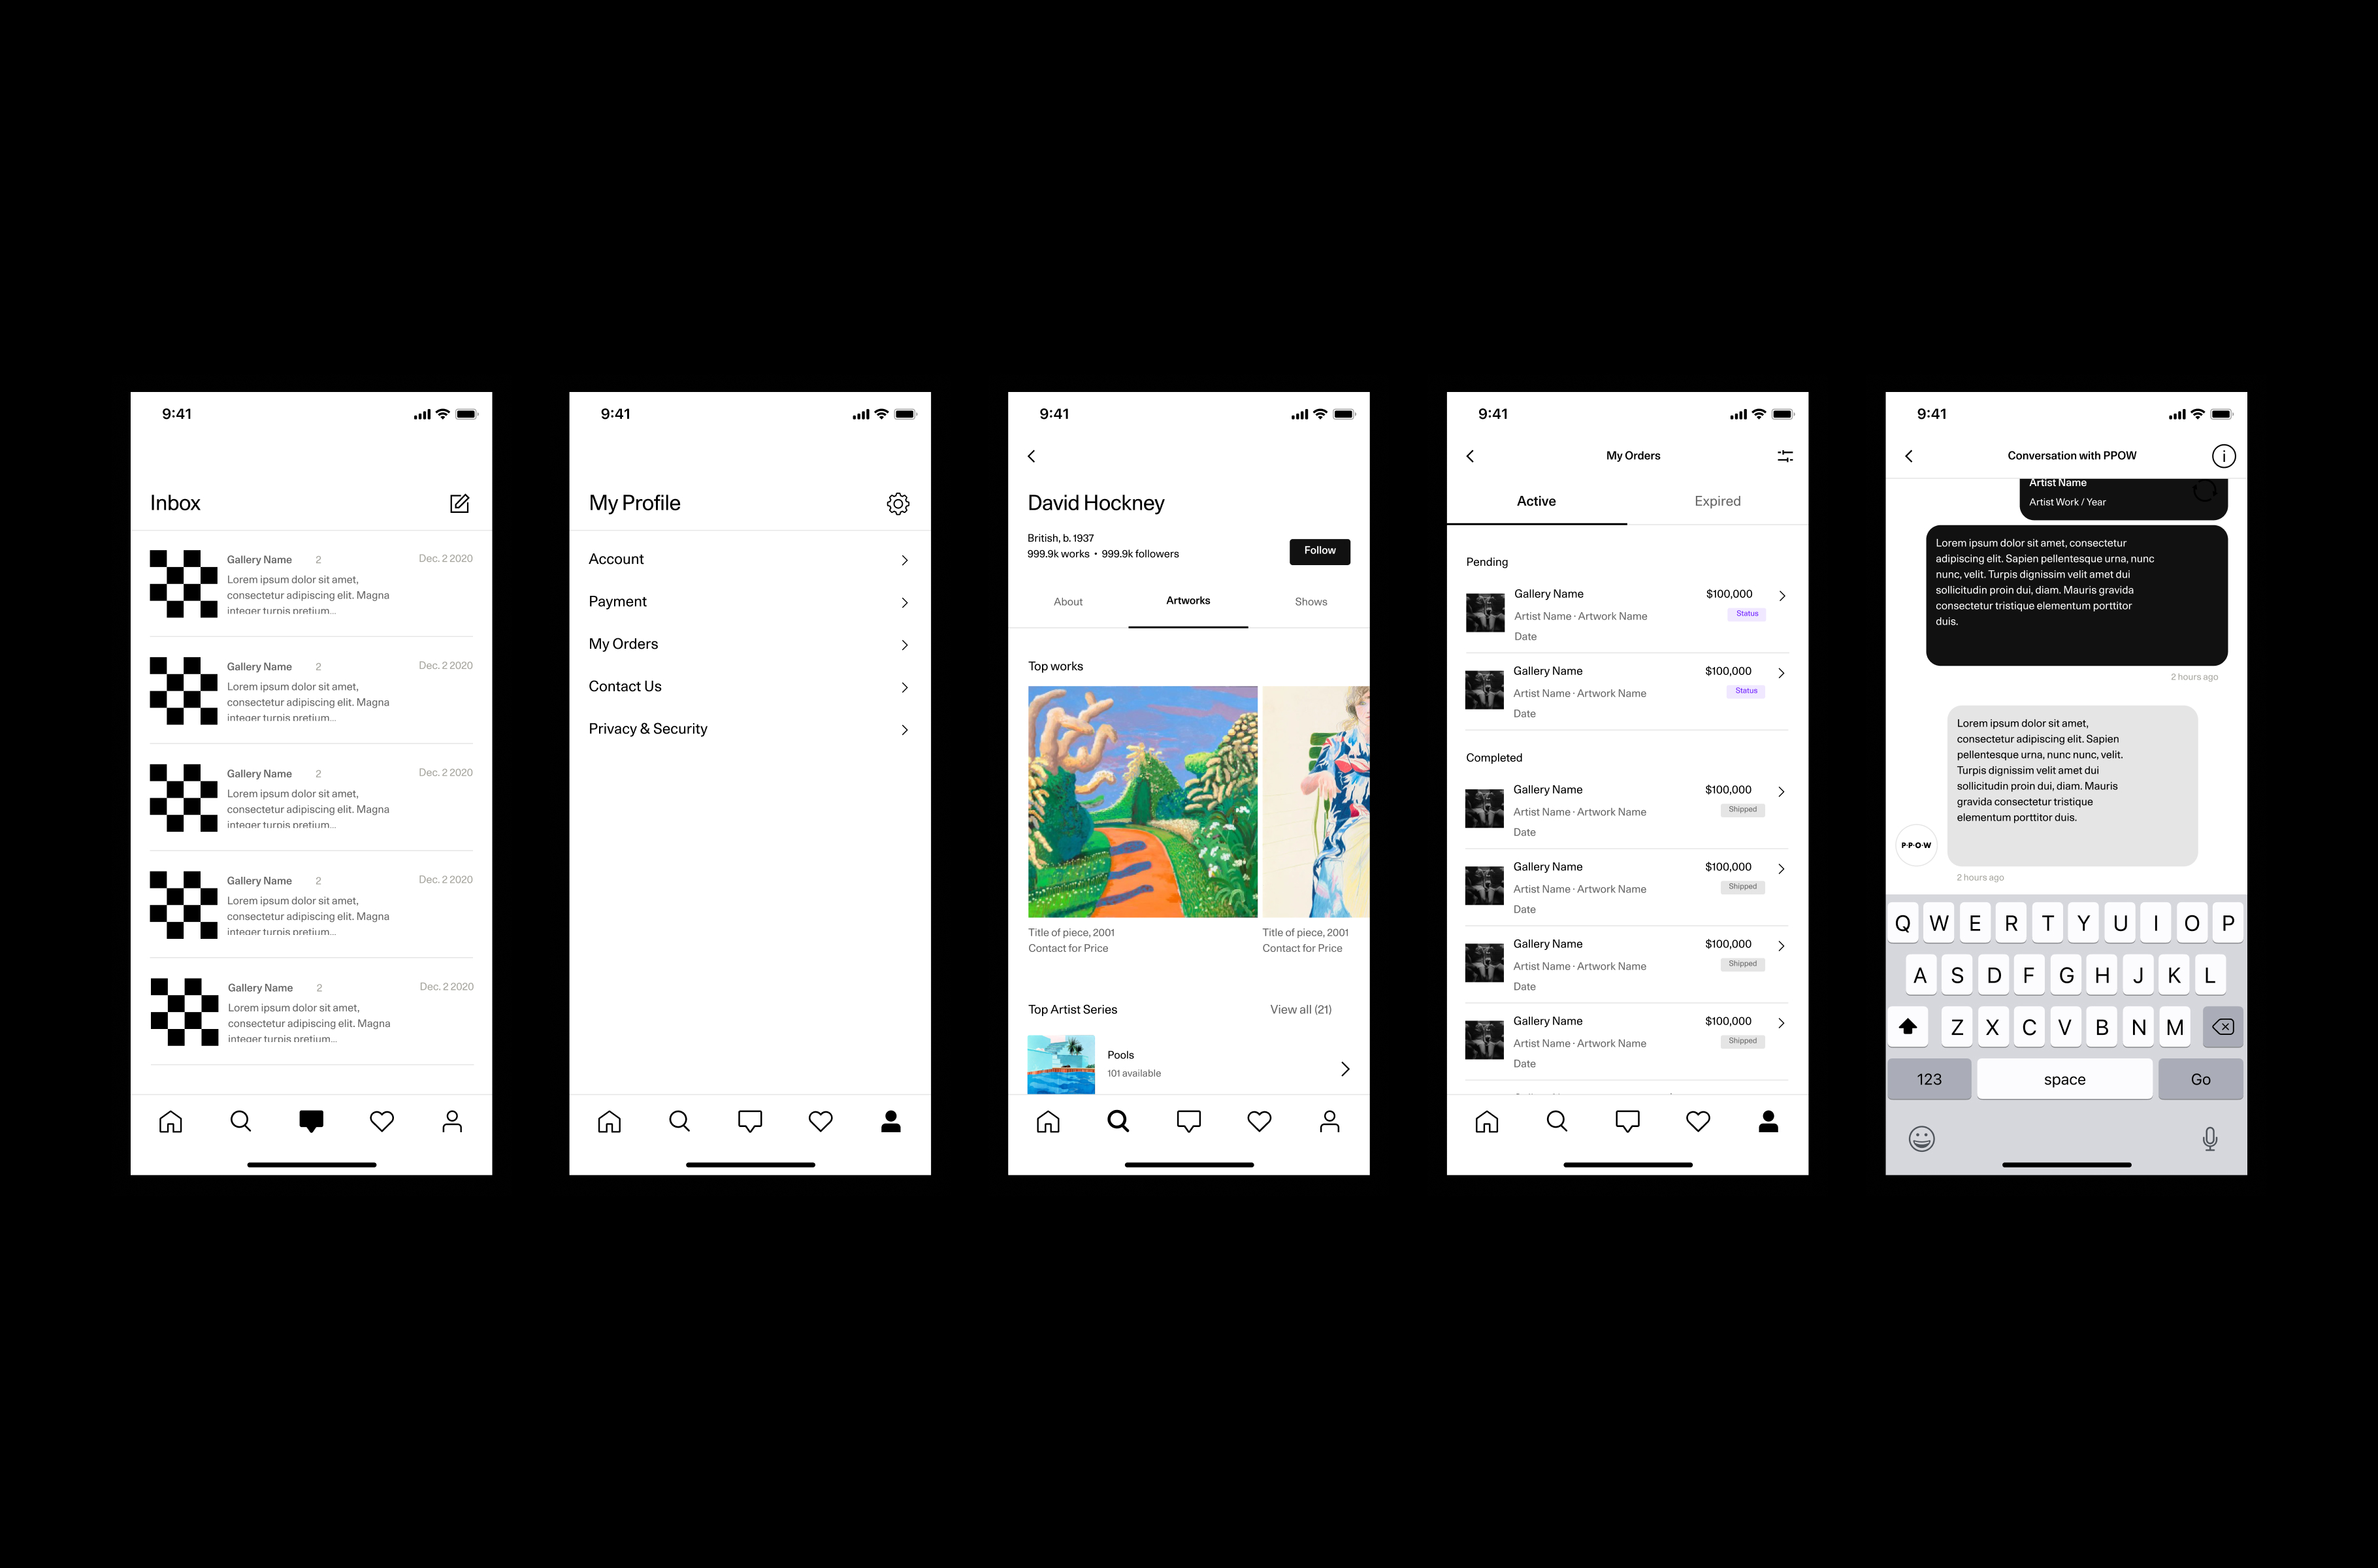 9:41
Inbox
Gallery Name 2 Dec. 2 2020
Lorem ipsum dolor sit amet,
consectetur adipiscing elit. Magna
integer turpis pretium...
Gallery Name 2 Dec. 2 2020
Lorem ipsum dolor sit amet,
consectetur adipiscing elit. Magna
integer turpis pretium...
Gallery Name 2 Dec. 2 2020
Lorem ipsum dolor sit amet,
consectetur adipiscing elit. Magna
integer turpis pretium...
Gallery Name 2 Dec. 2 2020
Lorem ipsum dolor sit amet,
consectetur adipiscing elit. Magna
integer turpis pretium...
Gallery Name 2 Dec. 2 2020
Lorem ipsum dolor sit amet,
consectetur adipiscing elit. Magna
integer turpis pretium...
9:41
My Profile
Account
Payment
My Orders
Contact Us
Privacy & Security
9:41
David Hockney
British, b. 1937
999.9k works • 999.9k followers
Follow
About Artworks Shows
Top works
Title of piece, 2001 Title of piece, 2001
Contact for Price Contact for Price
Top Artist Series View all (21)
Pools
101 available
9:41
My Orders
Active Expired
Pending
Gallery Name $100,000
Artist Name · Artwork Name Status
Date
Gallery Name $100,000
Artist Name · Artwork Name Status
Date
Completed
Gallery Name $100,000
Artist Name · Artwork Name Shipped
Date
Gallery Name $100,000
Artist Name · Artwork Name Shipped
Date
Gallery Name $100,000
Artist Name · Artwork Name Shipped
Date
Gallery Name $100,000
Artist Name · Artwork Name Shipped
Date
9:41
Conversation with PPOW
Artist Name
Artist Work / Year
Lorem ipsum dolor sit amet, consectetur
adipiscing elit. Sapien pellentesque urna, nunc
nunc, velit. Turpis dignissim velit amet dui
sollicitudin proin dui, diam. Mauris gravida
consectetur tristique elementum porttitor
duis.
2 hours ago
Lorem ipsum dolor sit amet,
consectetur adipiscing elit. Sapien
pellentesque urna, nunc nunc, velit.
Turpis dignissim velit amet dui
sollicitudin proin dui, diam. Mauris
gravida consectetur tristique
elementum porttitor duis.
P·P·O·W
2 hours ago
Q W E R T Y U I O P
A S D F G H J K L
Z X C V B N M
123 space Go